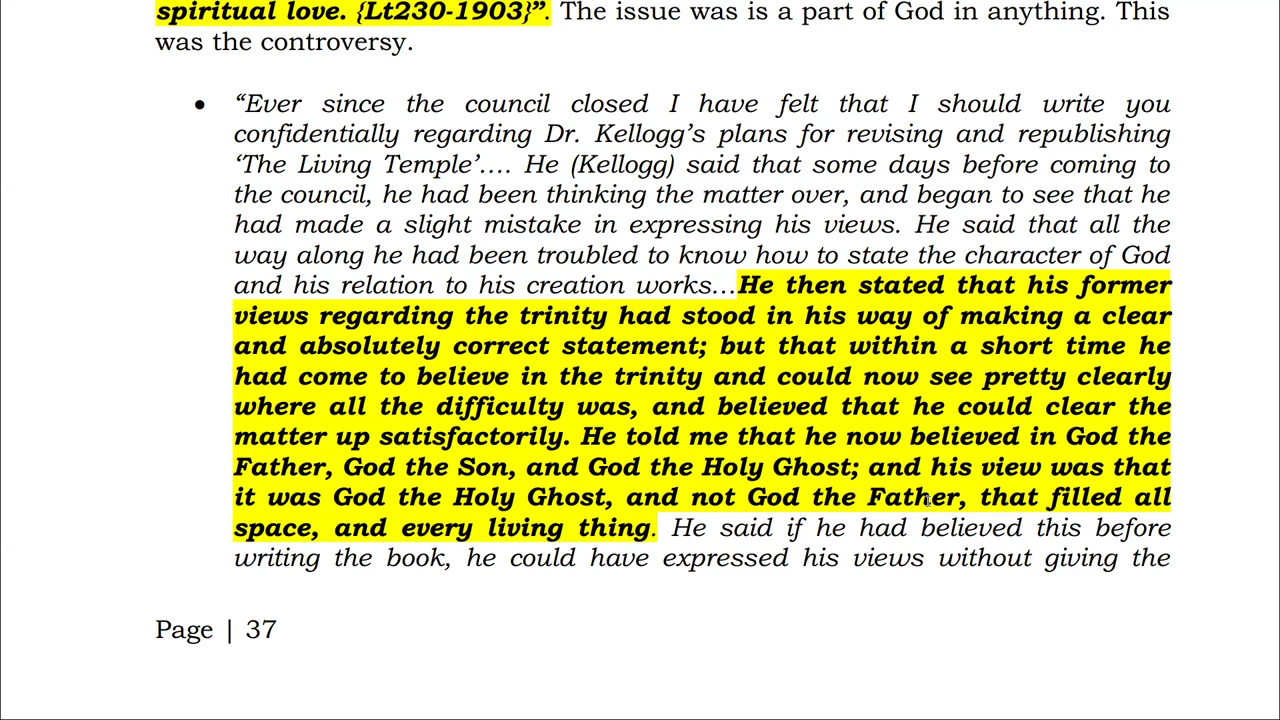 spiritual love. {Lt230-1903}”. The issue was is a part of God in anything. This
was the controversy.
• “Ever since the council closed I have felt that I should write you
confidentially regarding Dr. Kellogg’s plans for revising and republishing
‘The Living Temple’…. He (Kellogg) said that some days before coming to
the council, he had been thinking the matter over, and began to see that he
had made a slight mistake in expressing his views. He said that all the
way along he had been troubled to know how to state the character of God
and his relation to his creation works…He then stated that his former
views regarding the trinity had stood in his way of making a clear
and absolutely correct statement; but that within a short time he
had come to believe in the trinity and could now see pretty clearly
where all the difficulty was, and believed that he could clear the
matter up satisfactorily. He told me that he now believed in God the
Father, God the Son, and God the Holy Ghost; and his view was that
it was God the Holy Ghost, and not God the Father, that filled all
space, and every living thing. He said if he had believed this before
writing the book, he could have expressed his views without giving the
Page | 37